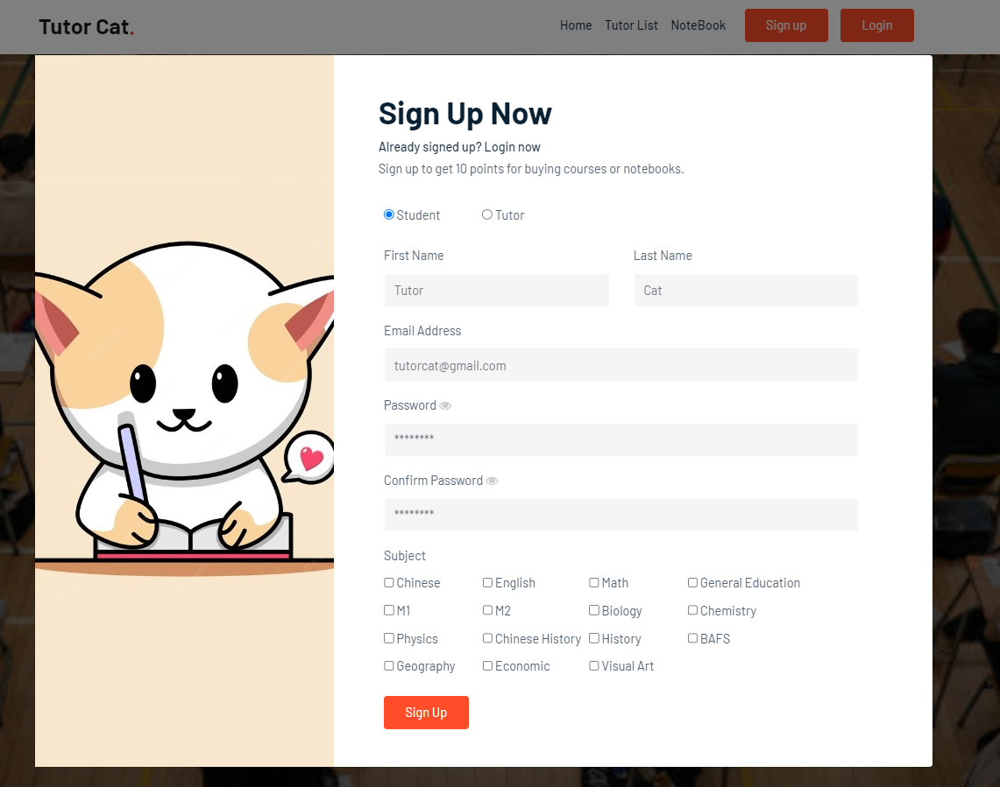 Tutor Cat.
Home Tutor List NoteBook Sign up Login
Sign Up Now
Already signed up? Login now
Sign up to get 10 points for buying courses or notebooks.
Student Tutor
First Name Last Name
Tutor Cat
Email Address
tutorcat@gmail.com
Password
********
Confirm Password
********
Subject
Chinese English Math General Education
M1 M2 Biology Chemistry
Physics Chinese History History BAFS
Geography Economic Visual Art
Sign Up